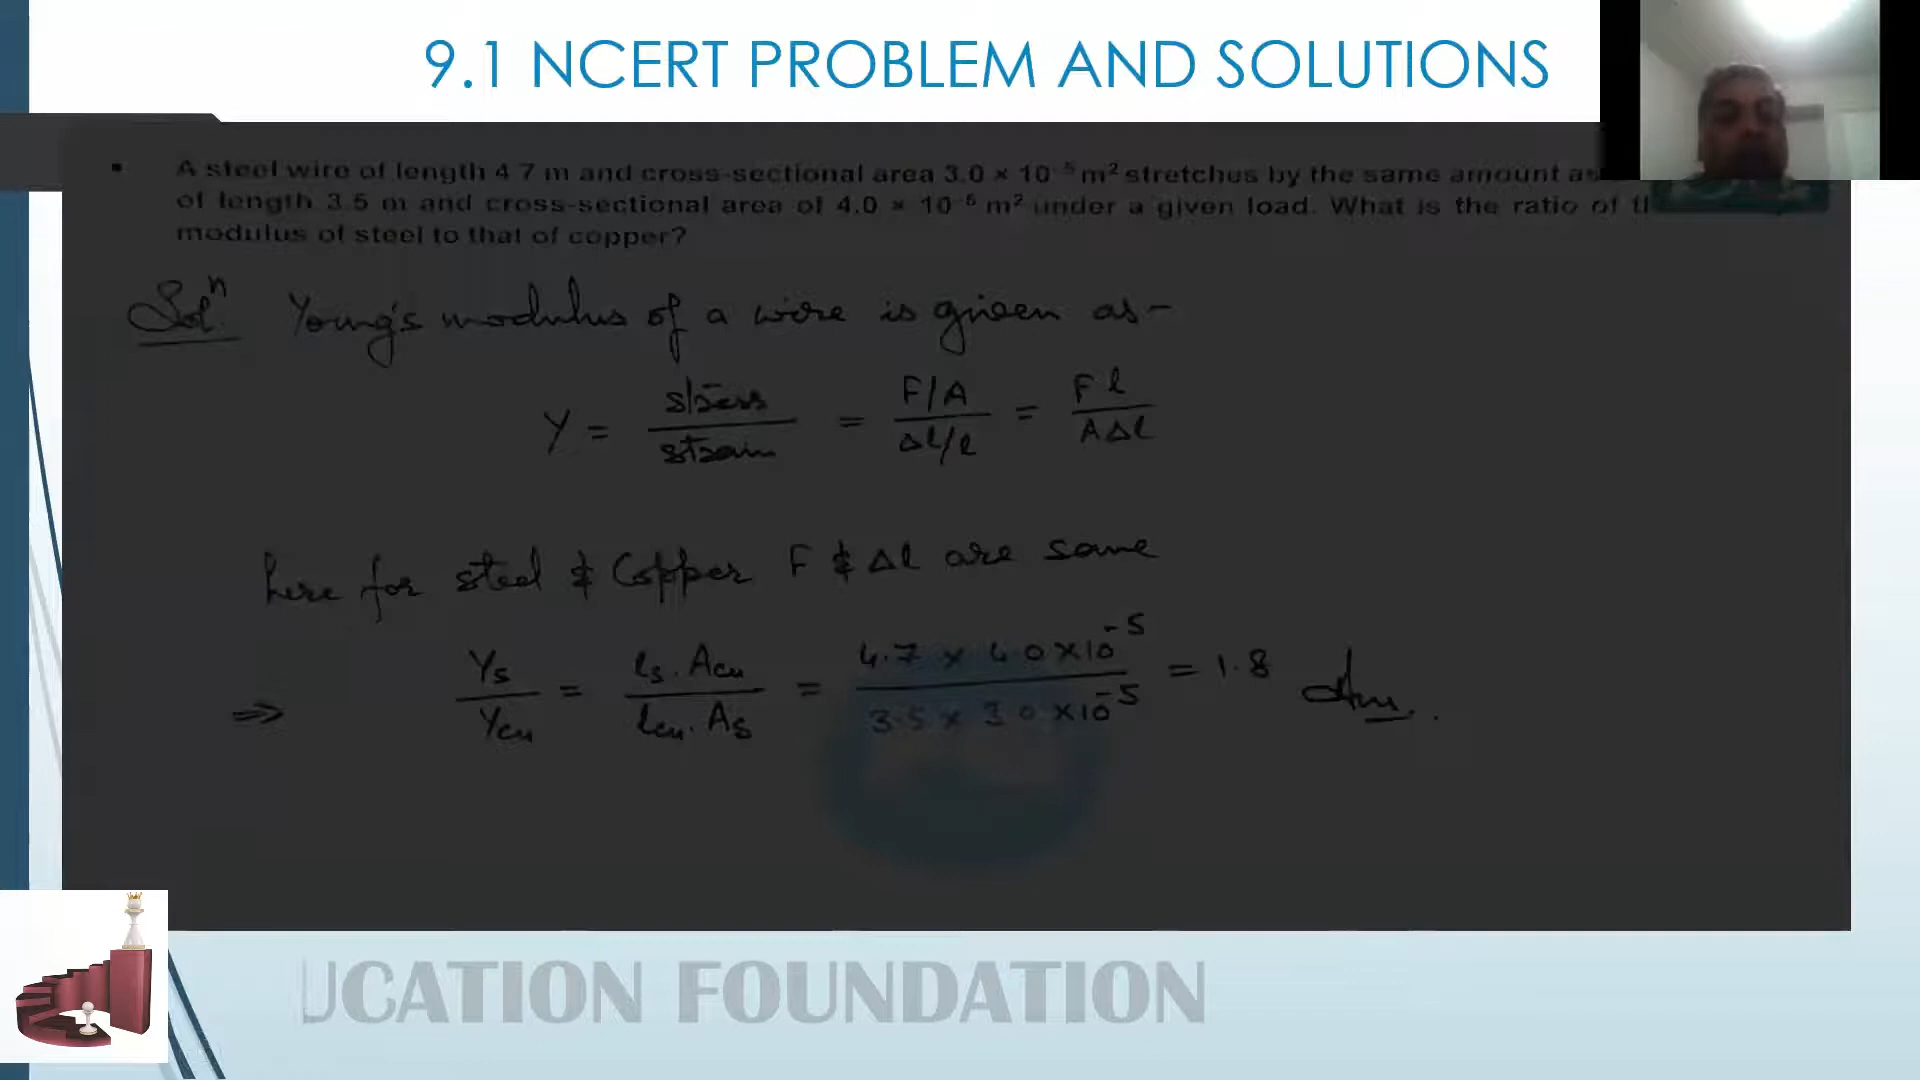 9.1 NCERT PROBLEM AND SOLUTIONS
A steel wire of length 4.7 m and cross-sectional area 3.0 × 10⁻⁵ m² stretches by the same amount as
of length 3.5 m and cross-sectional area of 4.0 × 10⁻⁵ m² under a given load. What is the ratio of
modulus of steel to that of copper?
Solⁿ. Young's modulus of a wire is given as-
Y = stress / strain = F/A / Δl/l = F l / A Δl
here for steel & Copper F & Δl are same
⇒ Ys / Ycu = ls . Acu / lcu . As = 4.7 × 4.0 × 10⁻⁵ / 3.5 × 3.0 × 10⁻⁵ = 1.8 Ans.
UCATION FOUNDATION